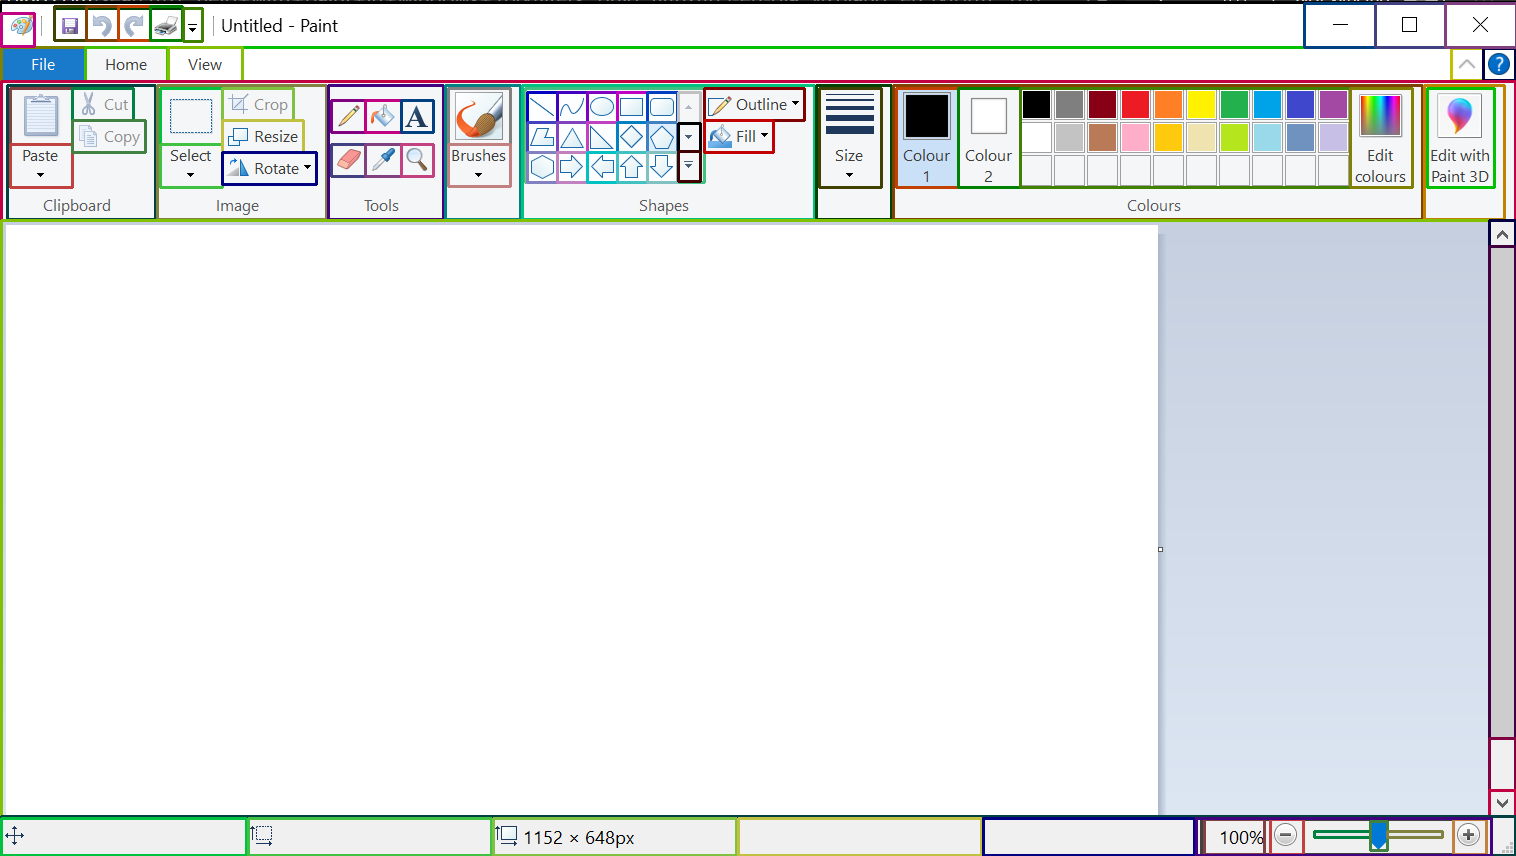 Untitled - Paint
File Home View
Cut
Copy
Paste
Clipboard
Crop
Resize
Rotate
Select
Image
A
Tools
Brushes
Outline
Fill
Shapes
Size
Colour 1
Colour 2
Edit colours
Colours
Edit with Paint 3D
1152 × 648px
100%